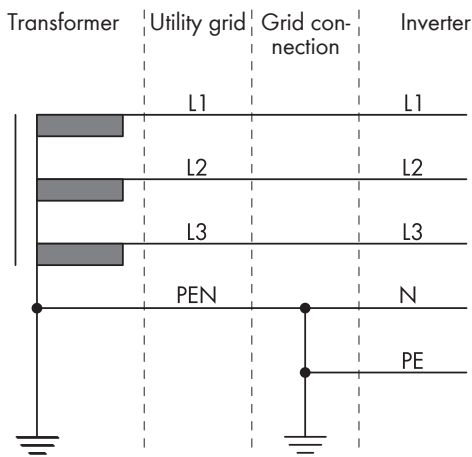 Transformer Utility grid Grid con- Inverter
nection
L1 L1
L2 L2
L3 L3
PEN N
PE